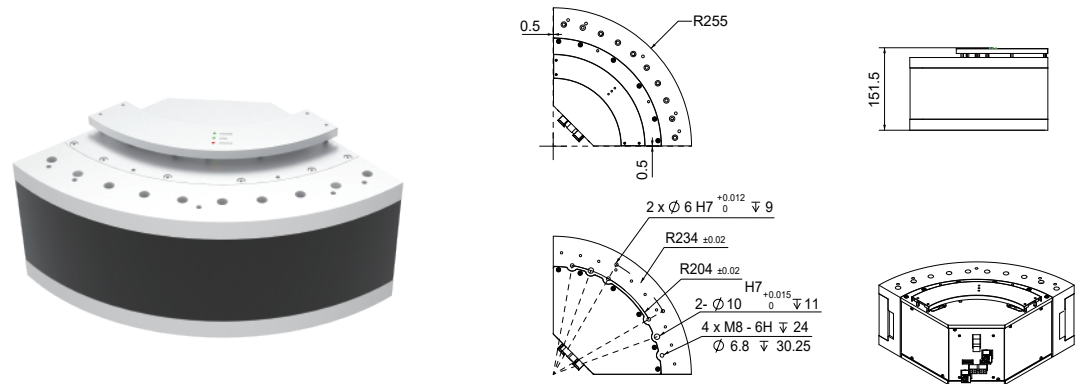 0.5
R255
0.5
151.5
2 x Ø 6 H7 +0.012 0 ↧ 9
R234 ±0.02
R204 ±0.02
2- Ø 10 H7 +0.015 0 ↧ 11
4 x M8 - 6H ↧ 24
Ø 6.8 ↧ 30.25